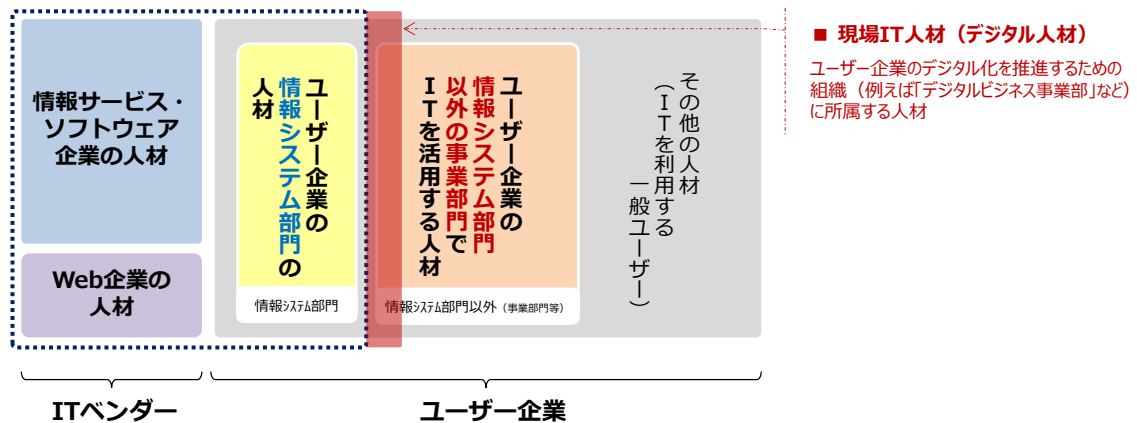 情報サービス・
ソフトウェア
企業の人材
Web企業の
人材
ITベンダー
ユーザー企業の
情報システム部門の
人材
情報システム部門
ユーザー企業の
情報システム部門
以外の事業部門で
ITを活用する人材
情報システム部門以外（事業部門等）
その他の人材
（ITを利用する
一般ユーザー）
ユーザー企業
■ 現場IT人材（デジタル人材）
ユーザー企業のデジタル化を推進するための
組織（例えば「デジタルビジネス事業部」など）
に所属する人材